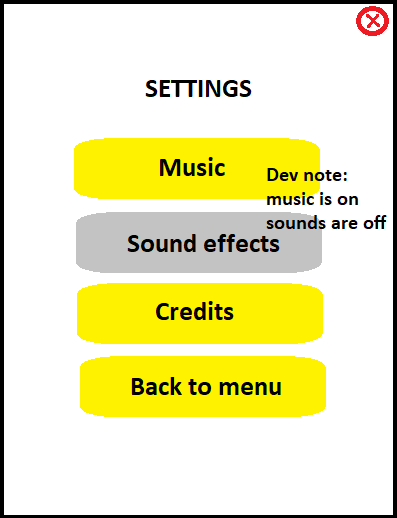 SETTINGS
Music
Dev note:
music is on
sounds are off
Sound effects
Credits
Back to menu